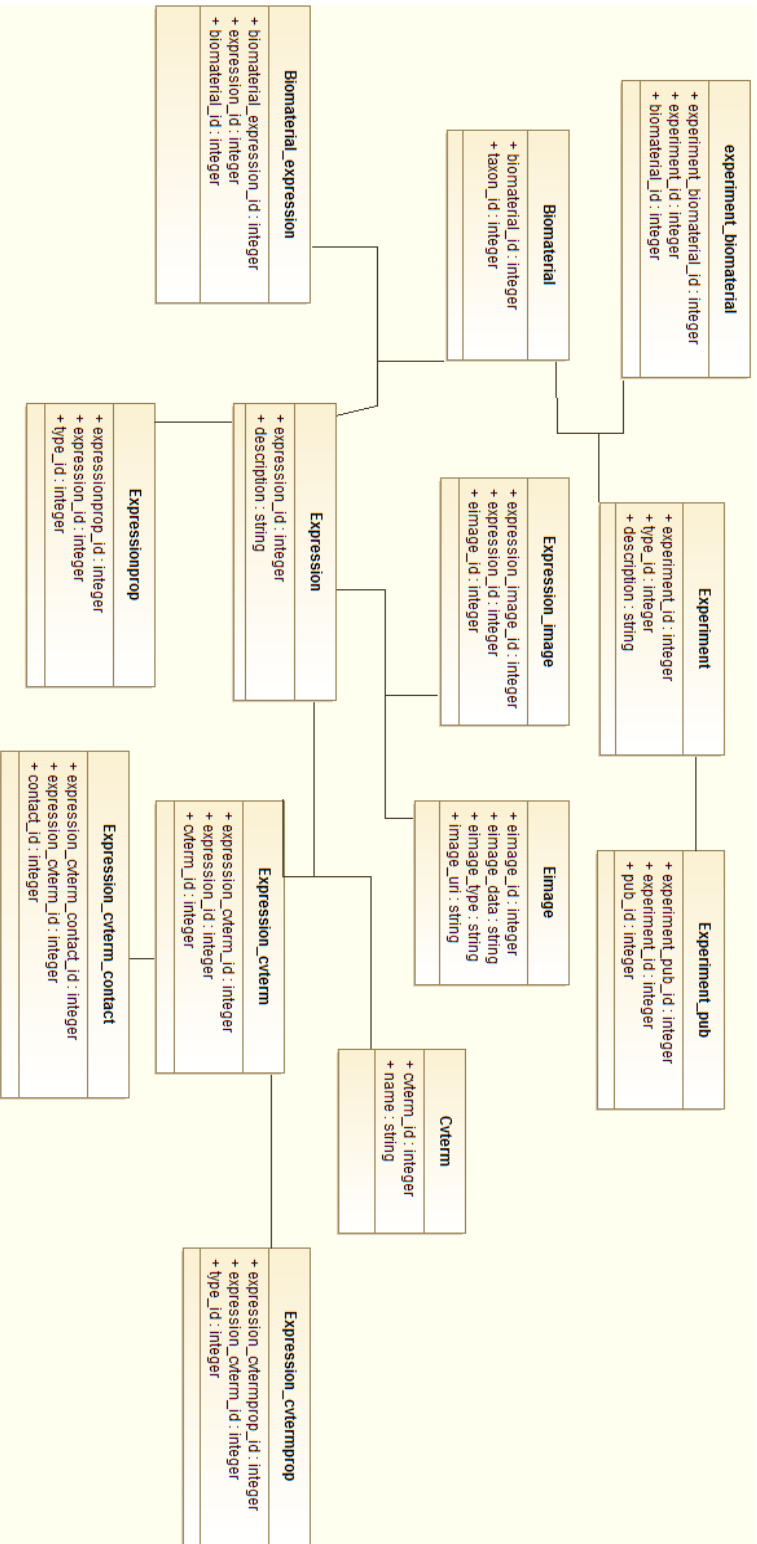 experiment_biomaterial
+ experiment_biomaterial_id : integer
+ experiment_id : integer
+ biomaterial_id : integer
Experiment
+ experiment_id : integer
+ type_id : integer
+ description : string
Experiment_pub
+ experiment_pub_id : integer
+ experiment_id : integer
+ pub_id : integer
Biomaterial
+ biomaterial_id : integer
+ taxon_id : integer
Expression_image
+ expression_image_id : integer
+ expression_id : integer
+ eimage_id : integer
Eimage
+ eimage_id : integer
+ eimage_data : string
+ eimage_type : string
+ image_uri : string
Cvterm
+ cvterm_id : integer
+ name : string
Biomaterial_expression
+ biomaterial_expression_id : integer
+ expression_id : integer
+ biomaterial_id : integer
Expression
+ expression_id : integer
+ description : string
Expression_cvterm
+ expression_cvterm_id : integer
+ expression_id : integer
+ cvterm_id : integer
Expression_cvtermprop
+ expression_cvtermprop_id : integer
+ expression_cvterm_id : integer
+ type_id : integer
Expressionprop
+ expressionprop_id : integer
+ expression_id : integer
+ type_id : integer
Expression_cvterm_contact
+ expression_cvterm_contact_id : integer
+ expression_cvterm_id : integer
+ contact_id : integer